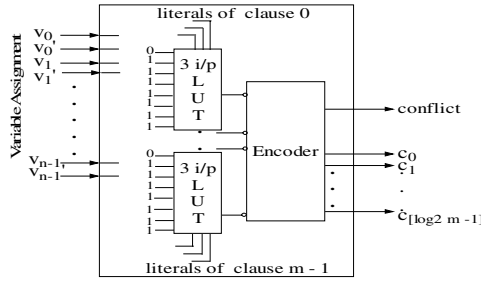 literals of clause 0
Variable Assignment
v0
v0'
v1
v1'
vn-1'
vn-1'
0
1
1
1
1
1
1
1
3 i/p
L
U
T
0
1
1
1
1
1
1
1
3 i/p
L
U
T
Encoder
conflict
c0
c1
c[log2 m -1]
literals of clause m - 1